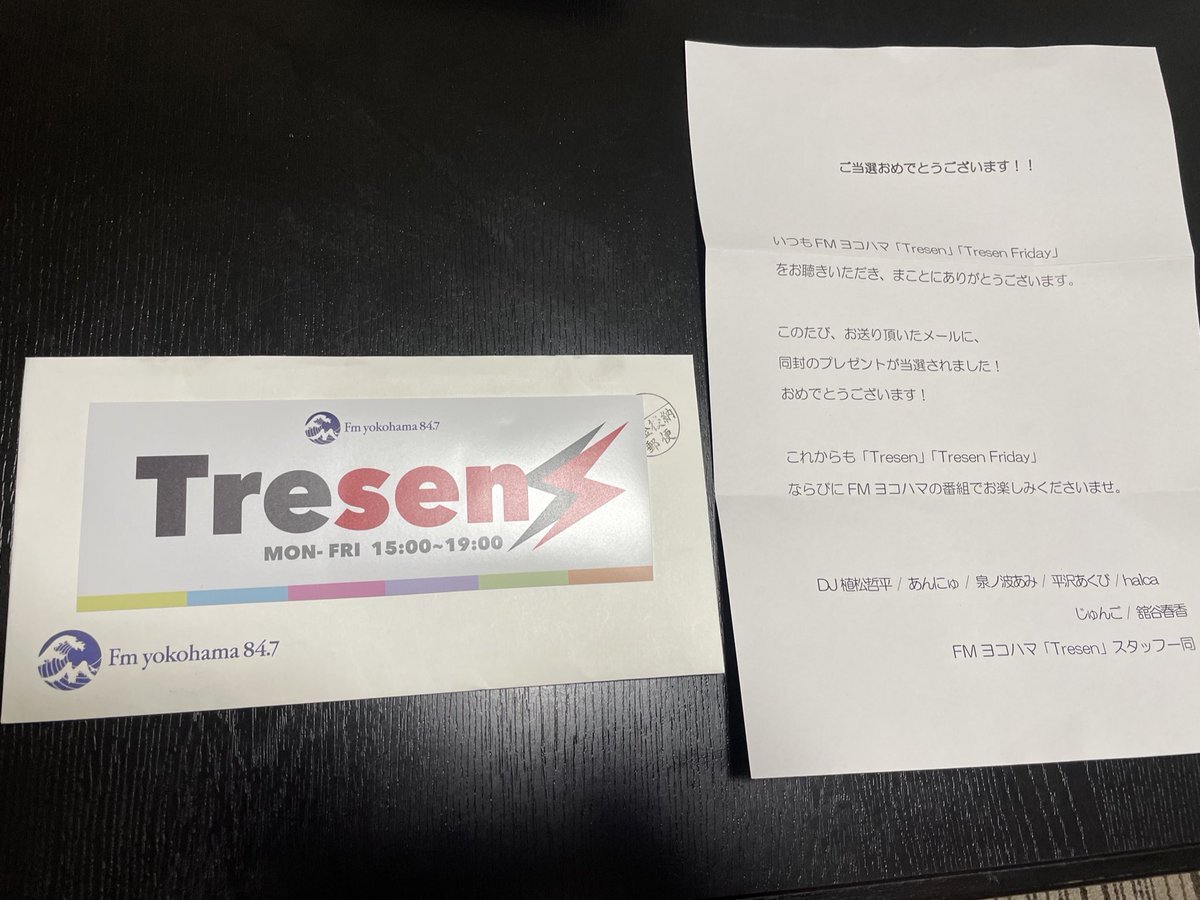 Fm yokohama 84.7
Tresen
MON- FRI 15:00~19:00
Fm yokohama 84.7
郵便
ご当選おめでとうございます！！
いつも FM ヨコハマ「Tresen」「Tresen Friday」
をお聴きいただき、まことにありがとうございます。
このたび、お送り頂いたメールに、
同封のプレゼントが当選されました！
おめでとうございます！
これからも「Tresen」「Tresen Friday」
ならびに FM ヨコハマの番組でお楽しみくださいませ。
DJ 植松哲平 / あんにゅ / 泉ノ波あみ / 平沢あくび / halca
じゅんご / 舘谷春香
FM ヨコハマ「Tresen」スタッフ一同